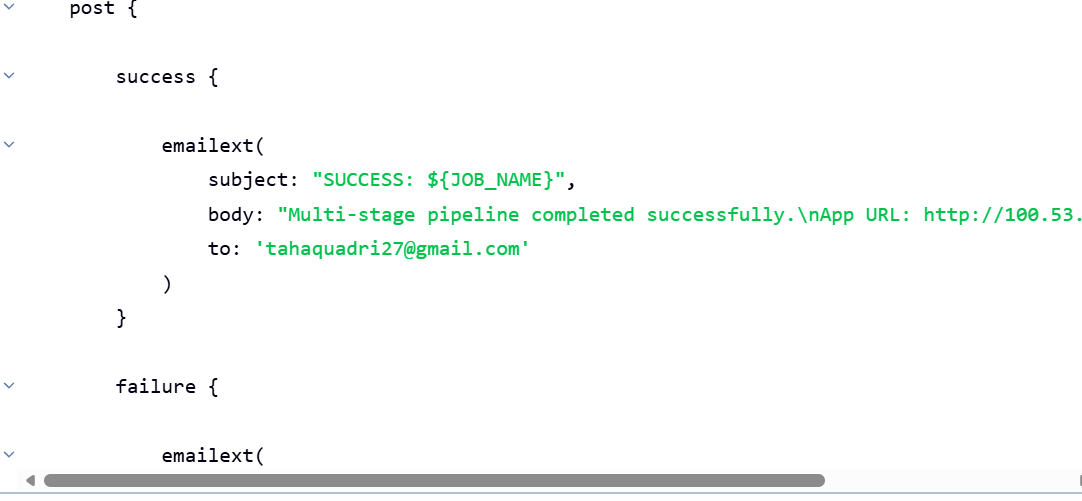 post {
success {
emailext(
subject: "SUCCESS: ${JOB_NAME}",
body: "Multi-stage pipeline completed successfully.\nApp URL: http://100.53.
to: 'tahaquadri27@gmail.com'
)
}
failure {
emailext(